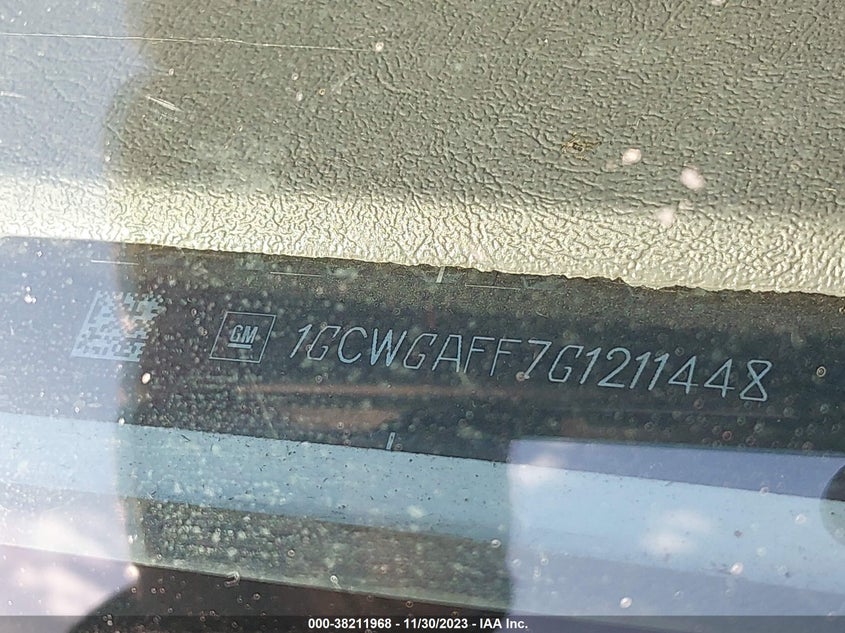 GM 1GCWGAFF7G1211448
000-38211968 - 11/30/2023 - IAA Inc.